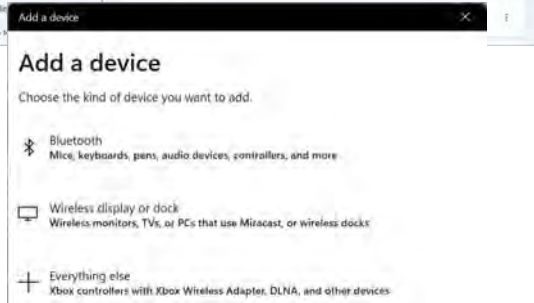 Add a device
Add a device
Choose the kind of device you want to add.
Bluetooth
Mice, keyboards, pens, audio devices, controllers, and more
Wireless display or dock
Wireless monitors, TVs, or PCs that use Miracast, or wireless docks
Everything else
Xbox controllers with Xbox Wireless Adapter, DLNA, and other devices